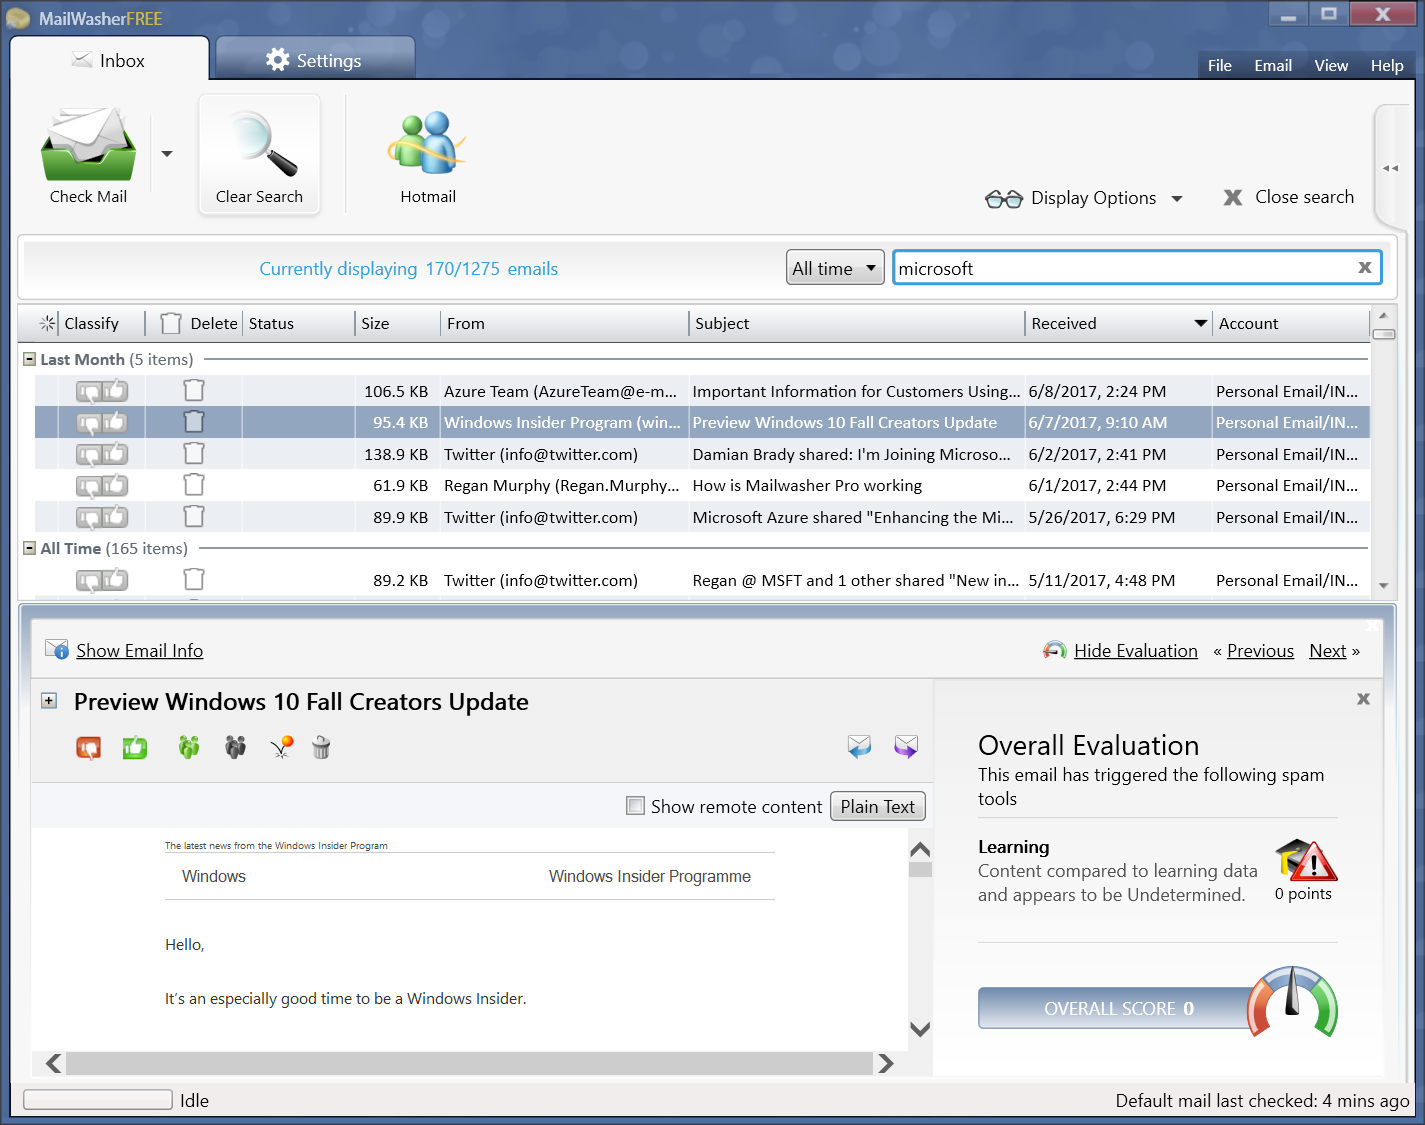 MailWasherFREE
Inbox
Settings
File Email View Help
Check Mail
Clear Search
Hotmail
Display Options
Close search
Currently displaying 170/1275 emails
All time
microsoft
Classify Delete Status Size From Subject Received Account
Last Month (5 items)
106.5 KB Azure Team (AzureTeam@e-m... Important Information for Customers Using... 6/8/2017, 2:24 PM Personal Email/IN...
95.4 KB Windows Insider Program (win... Preview Windows 10 Fall Creators Update 6/7/2017, 9:10 AM Personal Email/IN...
138.9 KB Twitter (info@twitter.com) Damian Brady shared: I'm Joining Microso... 6/2/2017, 2:41 PM Personal Email/IN...
61.9 KB Regan Murphy (Regan.Murphy... How is Mailwasher Pro working 6/1/2017, 2:44 PM Personal Email/IN...
89.9 KB Twitter (info@twitter.com) Microsoft Azure shared "Enhancing the Mi... 5/26/2017, 6:29 PM Personal Email/IN...
All Time (165 items)
89.2 KB Twitter (info@twitter.com) Regan @ MSFT and 1 other shared "New in... 5/11/2017, 4:48 PM Personal Email/IN...
Show Email Info
Hide Evaluation « Previous Next »
Preview Windows 10 Fall Creators Update
Show remote content
Plain Text
The latest news from the Windows Insider Program
Windows
Windows Insider Programme
Hello,
It's an especially good time to be a Windows Insider.
Overall Evaluation
This email has triggered the following spam
tools
Learning
Content compared to learning data
and appears to be Undetermined.
0 points
OVERALL SCORE 0
Idle
Default mail last checked: 4 mins ago